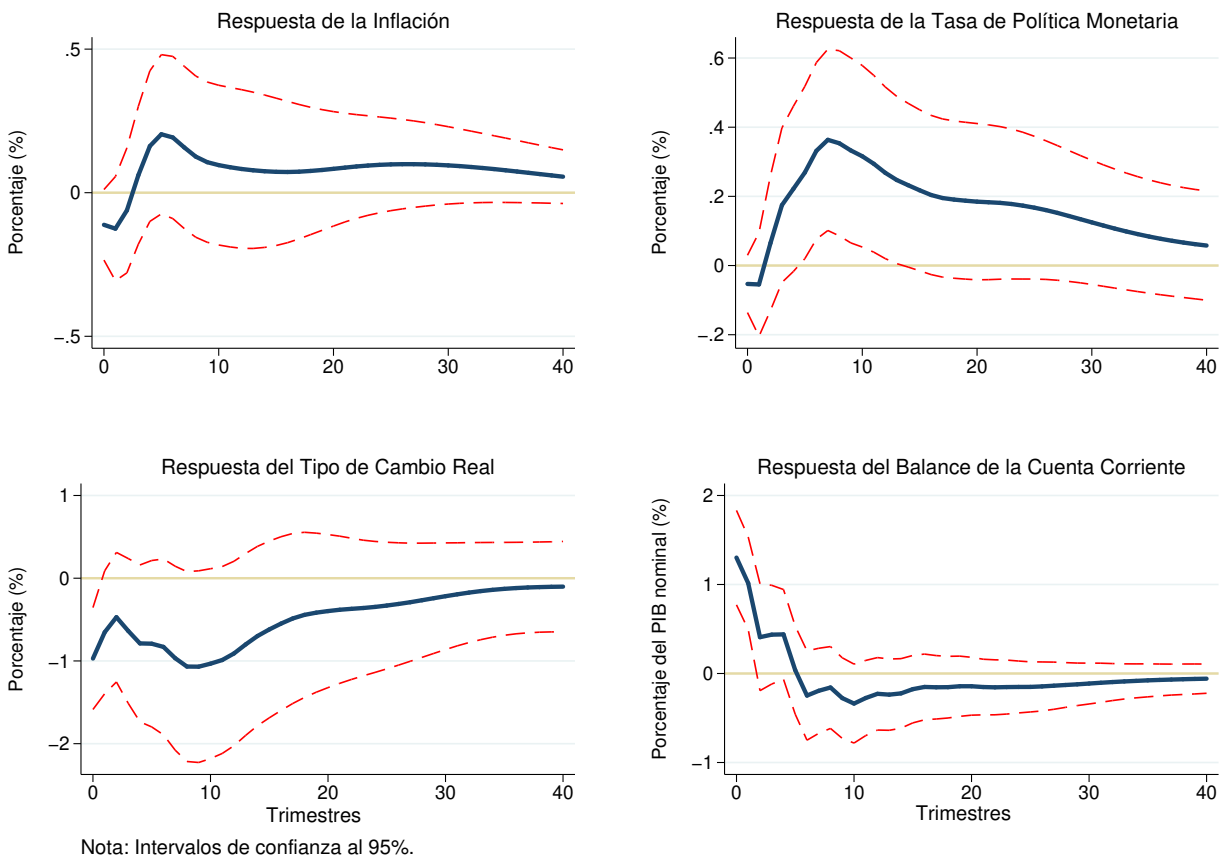 Respuesta de la Inflación
Porcentaje (%)
.5
0
−.5
0 10 20 30 40
Respuesta de la Tasa de Política Monetaria
Porcentaje (%)
.6
.4
.2
0
−.2
0 10 20 30 40
Respuesta del Tipo de Cambio Real
Porcentaje (%)
1
0
−1
−2
0 10 20 30 40
Trimestres
Respuesta del Balance de la Cuenta Corriente
Porcentaje del PIB nominal (%)
2
1
0
−1
0 10 20 30 40
Trimestres
Nota: Intervalos de confianza al 95%.